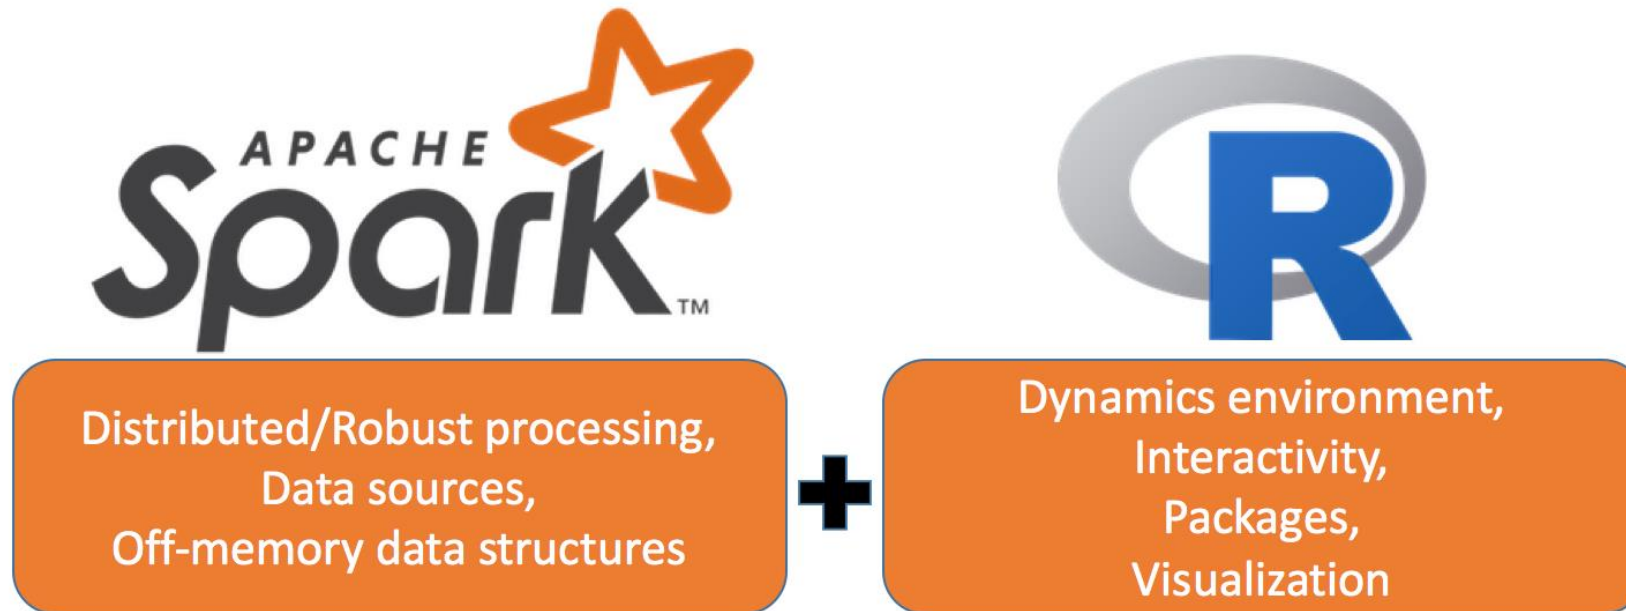 APACHE
Spark
TM
R
Distributed/Robust processing,
Data sources,
Off-memory data structures
Dynamics environment,
Interactivity,
Packages,
Visualization